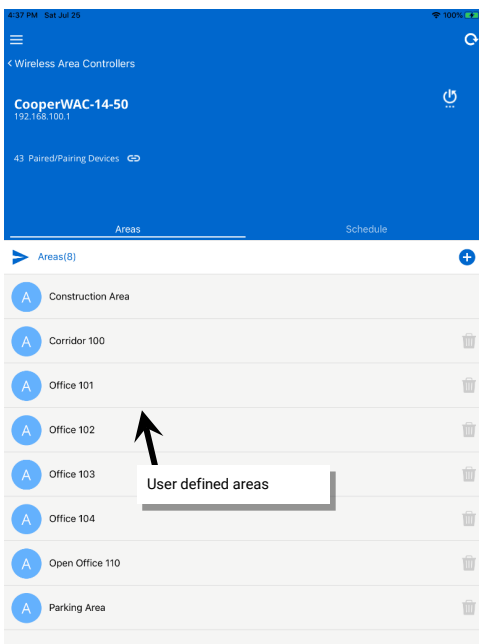 4:37 PM Sat Jul 25
100%
< Wireless Area Controllers
CooperWAC-14-50
192.168.100.1
43 Paired/Pairing Devices
Areas
Schedule
Areas(8)
A Construction Area
A Corridor 100
A Office 101
A Office 102
A Office 103
User defined areas
A Office 104
A Open Office 110
A Parking Area